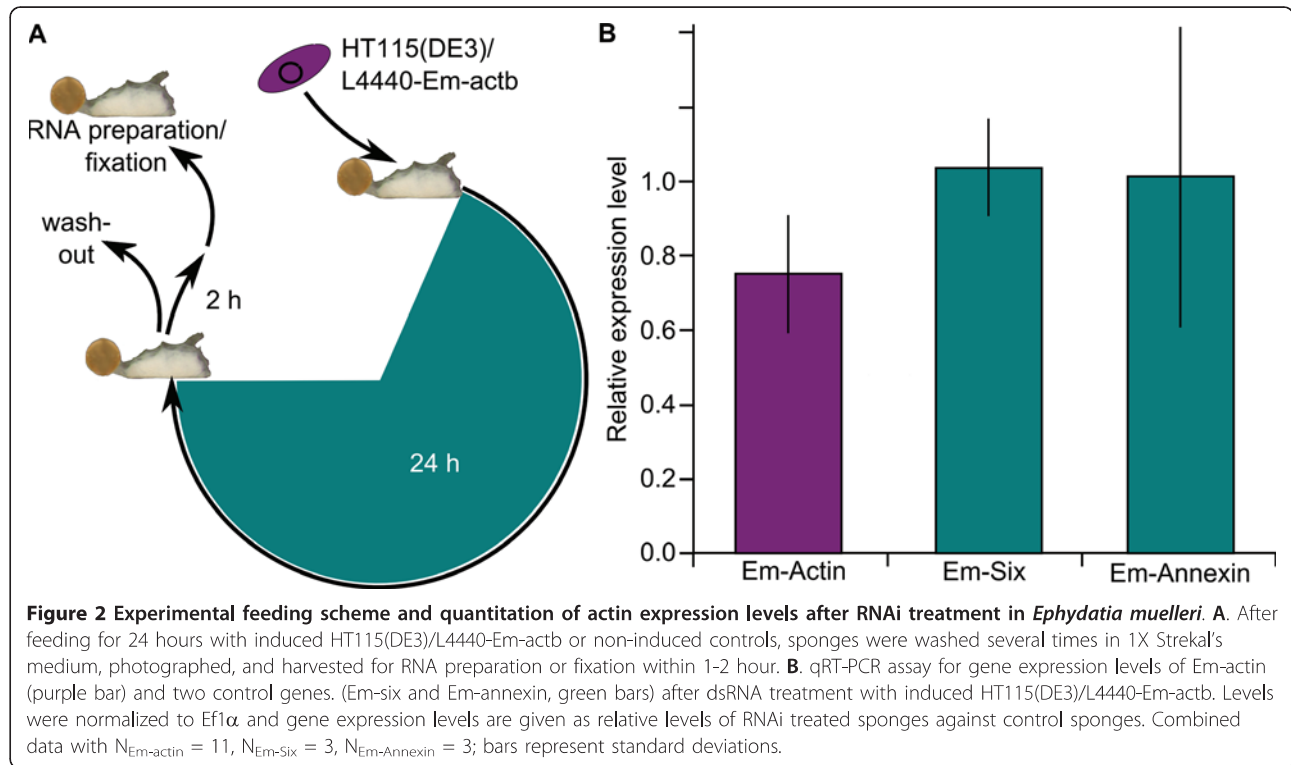 A
HT115(DE3)/
L4440-Em-actb
RNA preparation/
fixation
wash-
out
2 h
24 h
B
Relative expression level
1.0
0.8
0.6
0.4
0.2
0.0
Em-Actin
Em-Six
Em-Annexin
Figure 2 Experimental feeding scheme and quantitation of actin expression levels after RNAi treatment in Ephydatia muelleri. A. After
feeding for 24 hours with induced HT115(DE3)/L4440-Em-actb or non-induced controls, sponges were washed several times in 1X Strekal's
medium, photographed, and harvested for RNA preparation or fixation within 1-2 hour. B. qRT-PCR assay for gene expression levels of Em-actin
(purple bar) and two control genes. (Em-six and Em-annexin, green bars) after dsRNA treatment with induced HT115(DE3)/L4440-Em-actb. Levels
were normalized to Ef1α and gene expression levels are given as relative levels of RNAi treated sponges against control sponges. Combined
data with NEm-actin = 11, NEm-Six = 3, NEm-Annexin = 3; bars represent standard deviations.